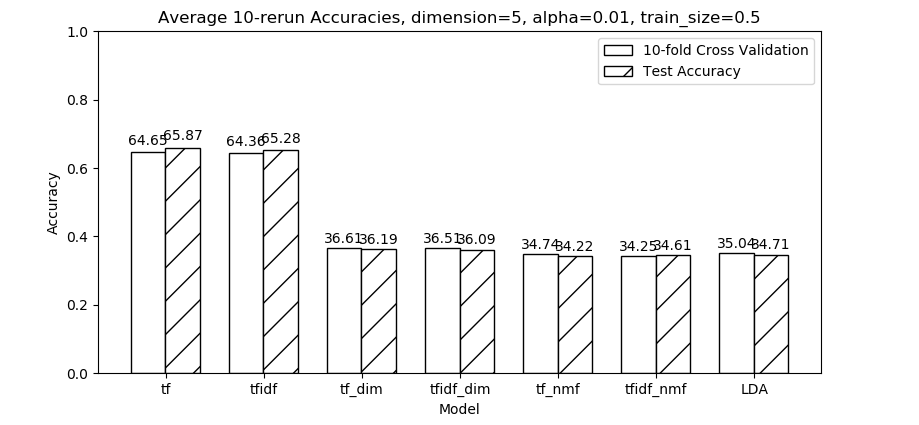 Average 10-rerun Accuracies, dimension=5, alpha=0.01, train_size=0.5
1.0
0.8
0.6
0.4
0.2
0.0
Accuracy
10-fold Cross Validation
Test Accuracy
64.65 65.87 64.36 65.28 36.61 36.19 36.51 36.09 34.74 34.22 34.25 34.61 35.04 34.71
tf tfidf tf_dim tfidf_dim tf_nmf tfidf_nmf LDA
Model